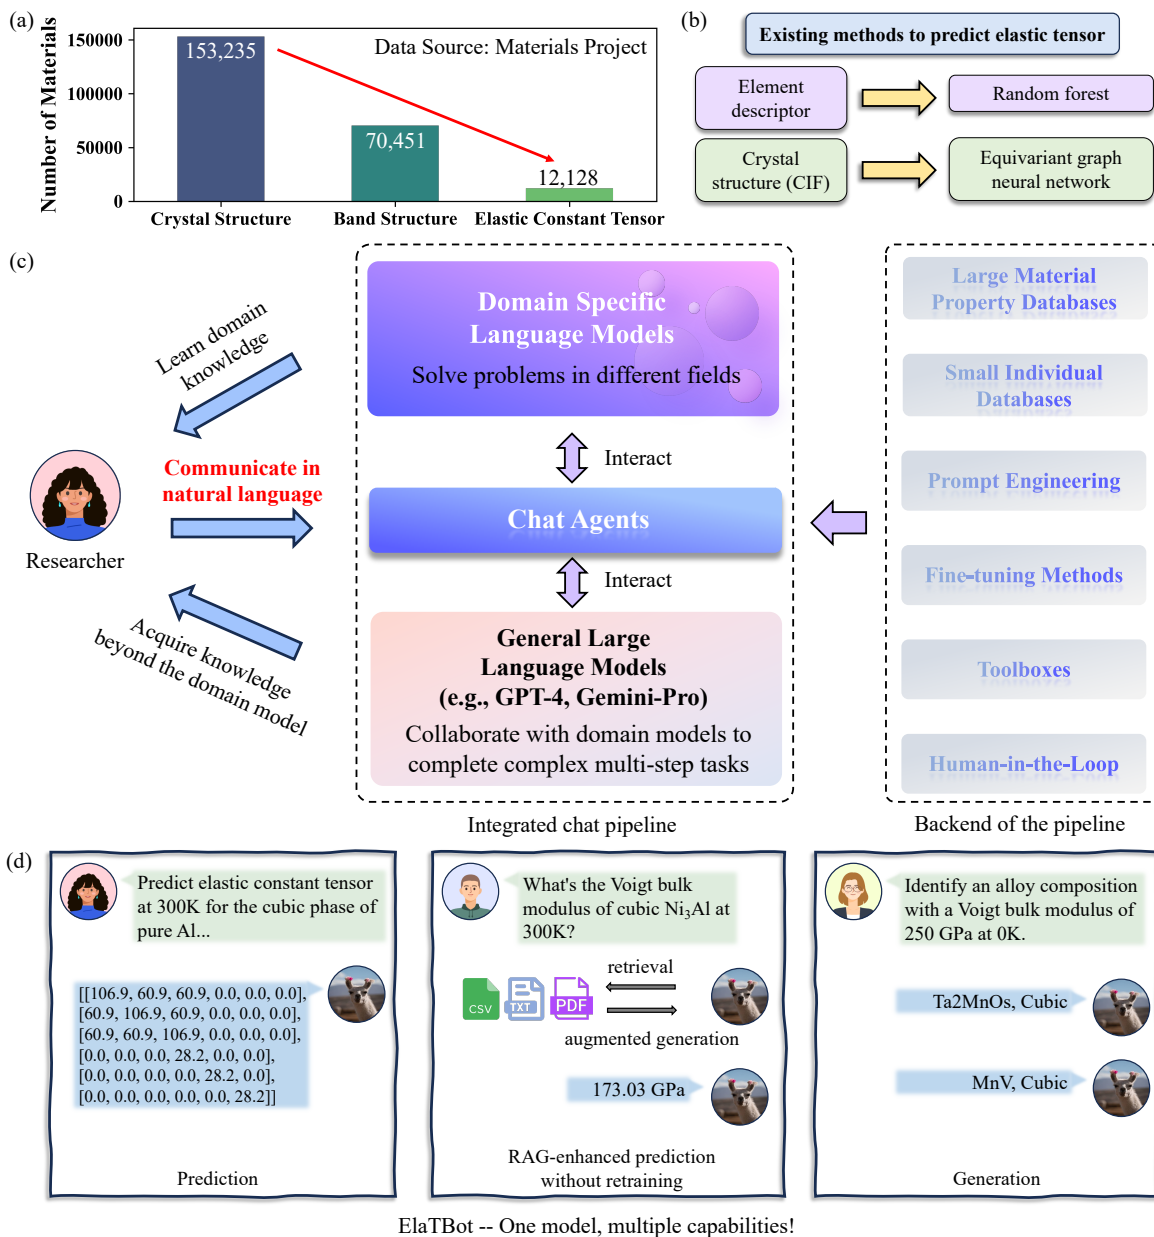 (a)
150000
100000
50000
0
Number of Materials
Data Source: Materials Project
153,235
70,451
12,128
Crystal Structure
Band Structure
Elastic Constant Tensor
(b)
Existing methods to predict elastic tensor
Element
descriptor
Random forest
Crystal
structure (CIF)
Equivariant graph
neural network
(c)
Learn domain
knowledge
Communicate in
natural language
Researcher
Acquire knowledge
beyond the domain model
Domain Specific
Language Models
Solve problems in different fields
Interact
Chat Agents
Interact
General Large
Language Models
(e.g., GPT-4, Gemini-Pro)
Collaborate with domain models to
complete complex multi-step tasks
Integrated chat pipeline
Large Material
Property Databases
Small Individual
Databases
Prompt Engineering
Fine-tuning Methods
Toolboxes
Human-in-the-Loop
Backend of the pipeline
(d)
Predict elastic constant tensor
at 300K for the cubic phase of
pure Al...
[[106.9, 60.9, 60.9, 0.0, 0.0, 0.0],
[60.9, 106.9, 60.9, 0.0, 0.0, 0.0],
[60.9, 60.9, 106.9, 0.0, 0.0, 0.0],
[0.0, 0.0, 0.0, 28.2, 0.0, 0.0],
[0.0, 0.0, 0.0, 0.0, 28.2, 0.0],
[0.0, 0.0, 0.0, 0.0, 0.0, 28.2]]
Prediction
What's the Voigt bulk
modulus of cubic Ni₃Al at
300K?
CSV
TXT
PDF
retrieval
augmented generation
173.03 GPa
RAG-enhanced prediction
without retraining
Identify an alloy composition
with a Voigt bulk modulus of
250 GPa at 0K.
Ta2MnOs, Cubic
MnV, Cubic
Generation
ElaTBot -- One model, multiple capabilities!